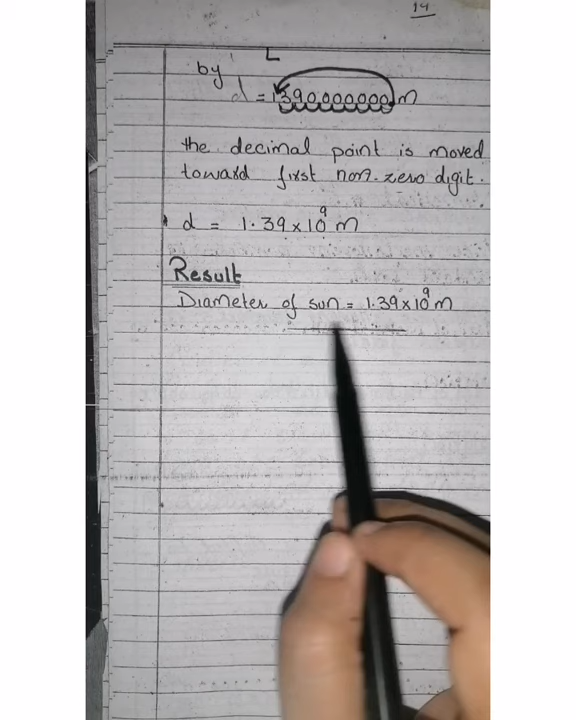 14
by
d = 1390000000 m
the decimal point is moved
toward first non-zero digit.
d = 1.39×10⁹ m
Result
Diameter of sun = 1.39×10⁹ m